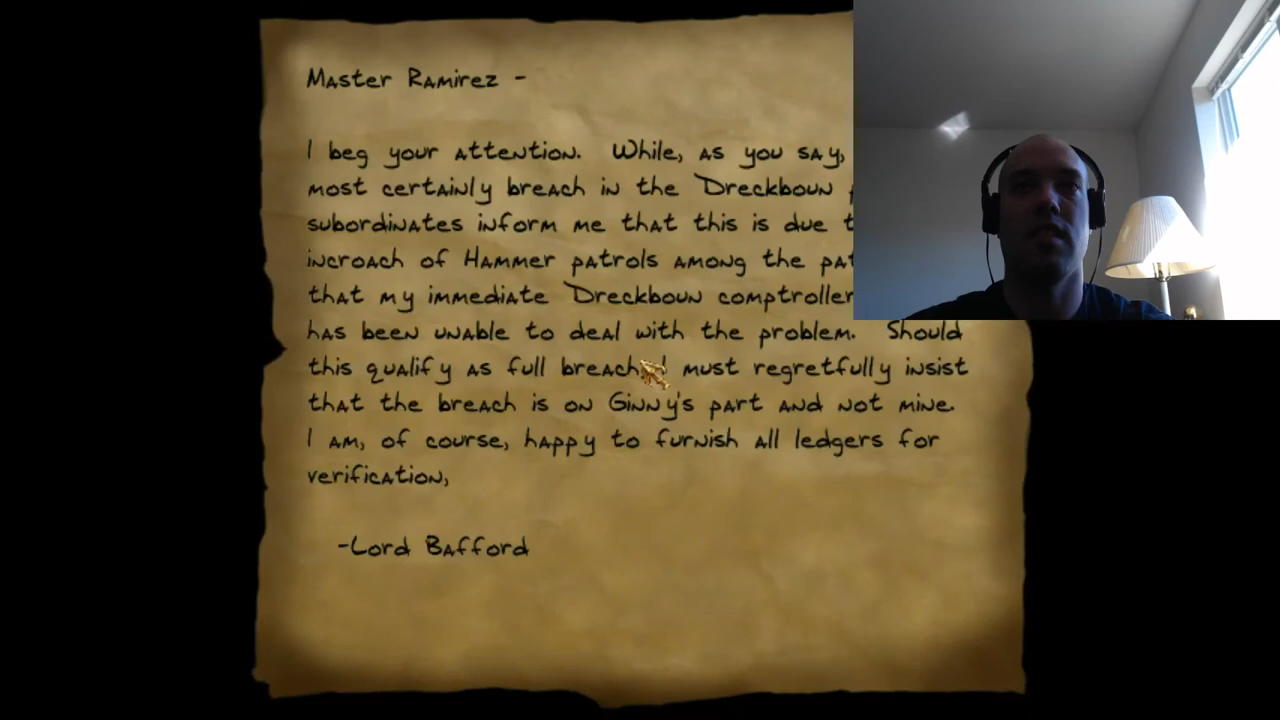 Master Ramirez -
I beg your attention. While, as you say,
most certainly breach in the Dreckboun
subordinates inform me that this is due
incroach of Hammer patrols among the
that my immediate Dreckboun comptroller
has been unable to deal with the problem. Should
this qualify as full breach I must regretfully insist
that the breach is on Ginny's part and not mine.
I am, of course, happy to furnish all ledgers for
verification,
-Lord Bafford